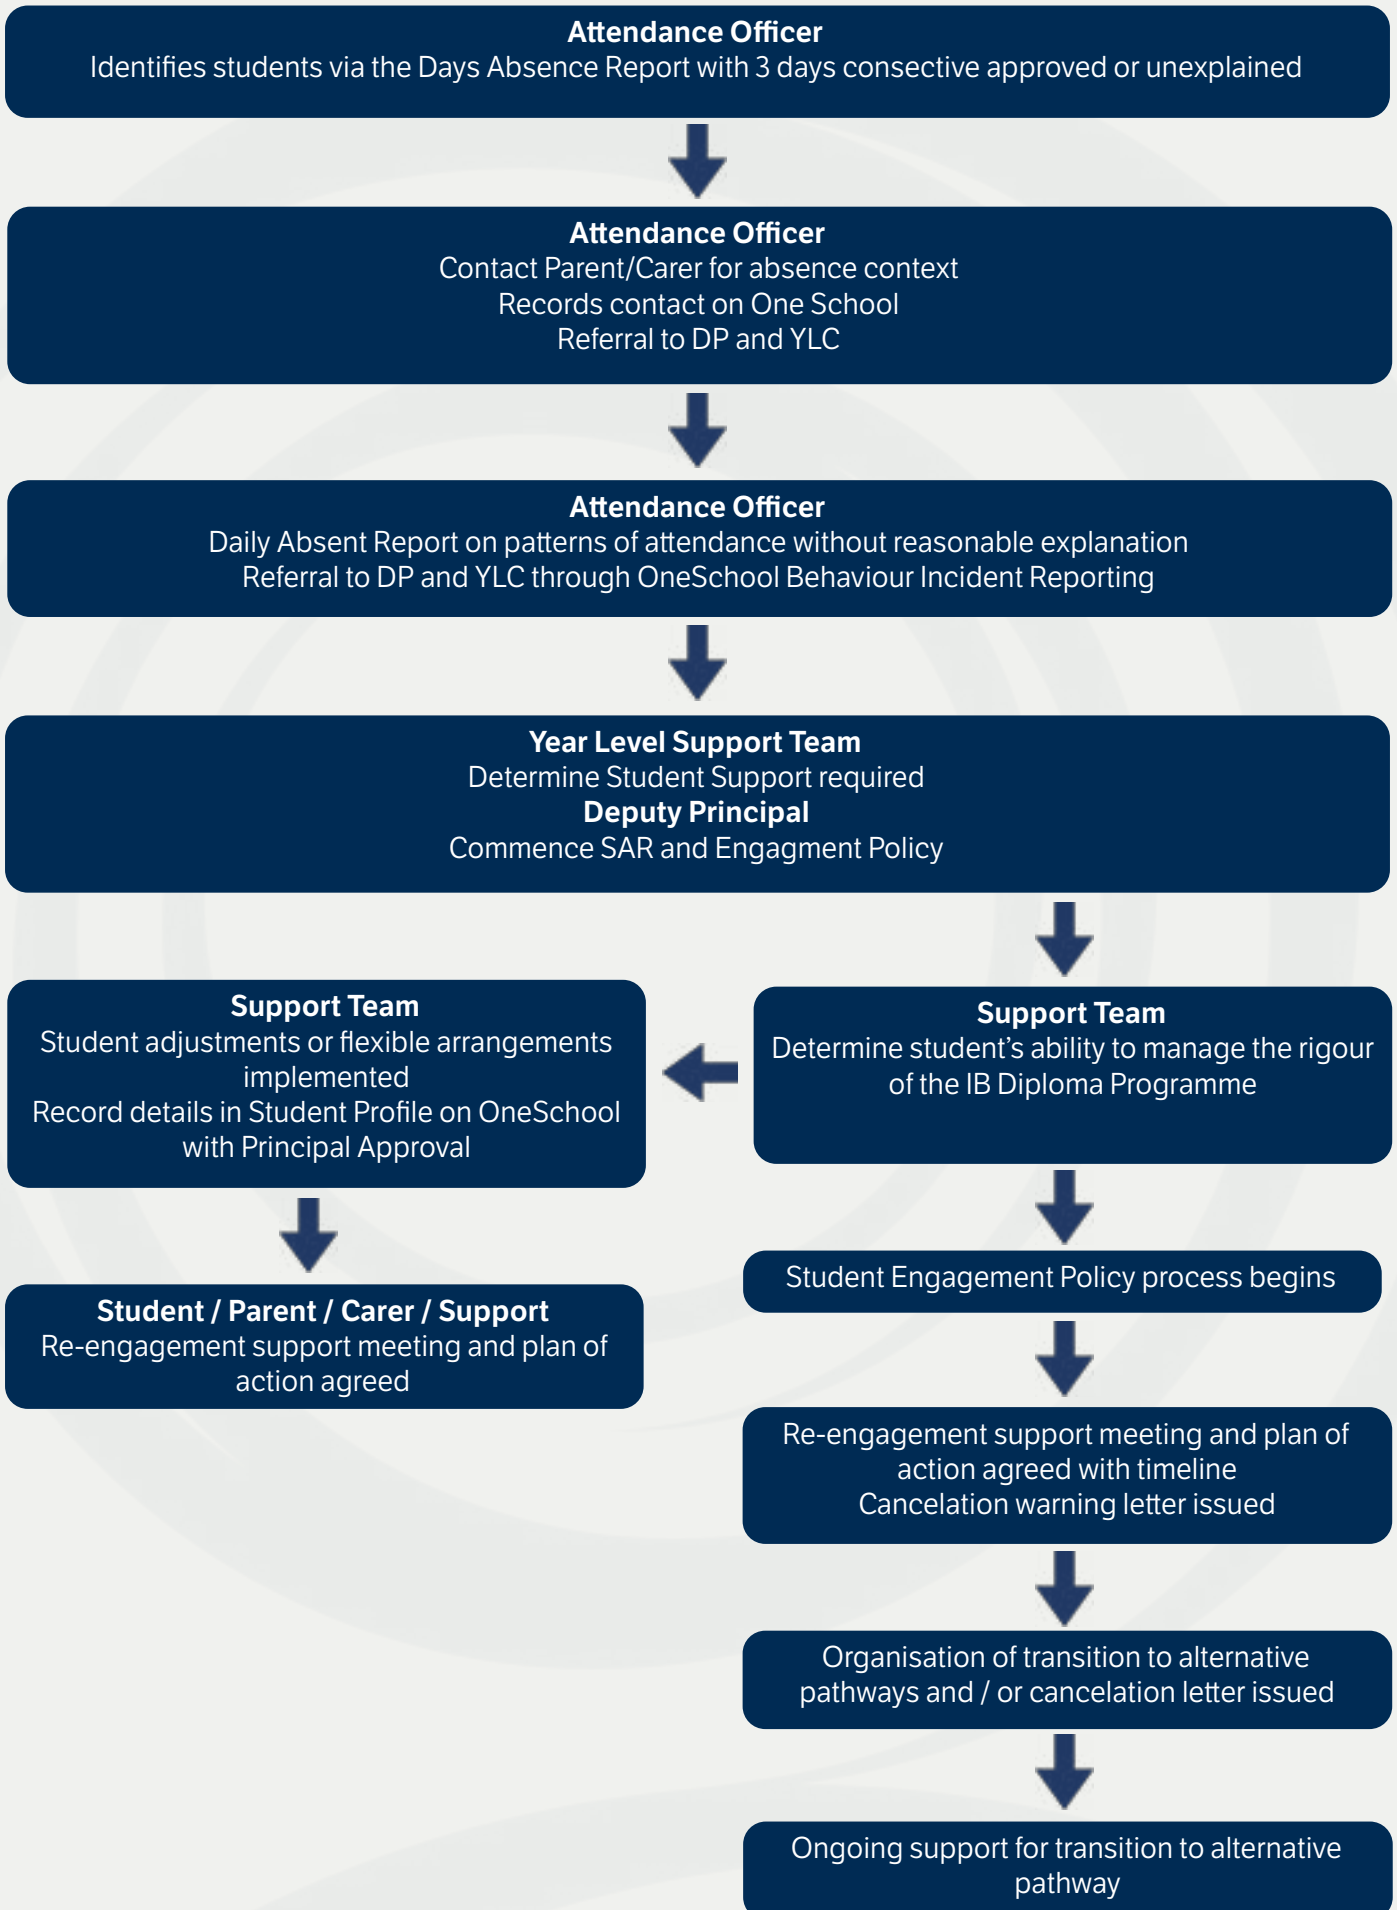 Attendance Officer
Identifies students via the Days Absence Report with 3 days consective approved or unexplained
Attendance Officer
Contact Parent/Carer for absence context
Records contact on One School
Referral to DP and YLC
Attendance Officer
Daily Absent Report on patterns of attendance without reasonable explanation
Referral to DP and YLC through OneSchool Behaviour Incident Reporting
Year Level Support Team
Determine Student Support required
Deputy Principal
Commence SAR and Engagment Policy
Support Team
Determine student’s ability to manage the rigour
of the IB Diploma Programme
Support Team
Student adjustments or flexible arrangements
implemented
Record details in Student Profile on OneSchool
with Principal Approval
Student / Parent / Carer / Support
Re-engagement support meeting and plan of
action agreed
Student Engagement Policy process begins
Re-engagement support meeting and plan of
action agreed with timeline
Cancelation warning letter issued
Organisation of transition to alternative
pathways and / or cancelation letter issued
Ongoing support for transition to alternative
pathway